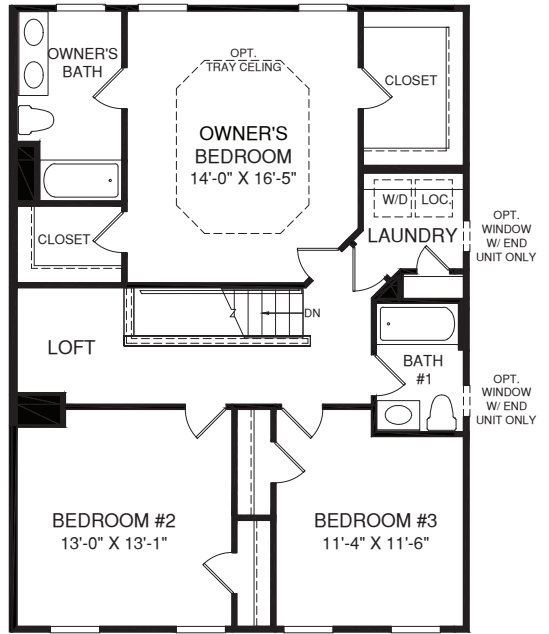 OWNER'S
BATH
OPT.
TRAY CELING
CLOSET
OWNER'S
BEDROOM
14'-0" X 16'-5"
W/D
LOC.
LAUNDRY
OPT.
WINDOW
W/ END
UNIT ONLY
CLOSET
DN
LOFT
BATH
#1
OPT.
WINDOW
W/ END
UNIT ONLY
BEDROOM #2
13'-0" X 13'-1"
BEDROOM #3
11'-4" X 11'-6"